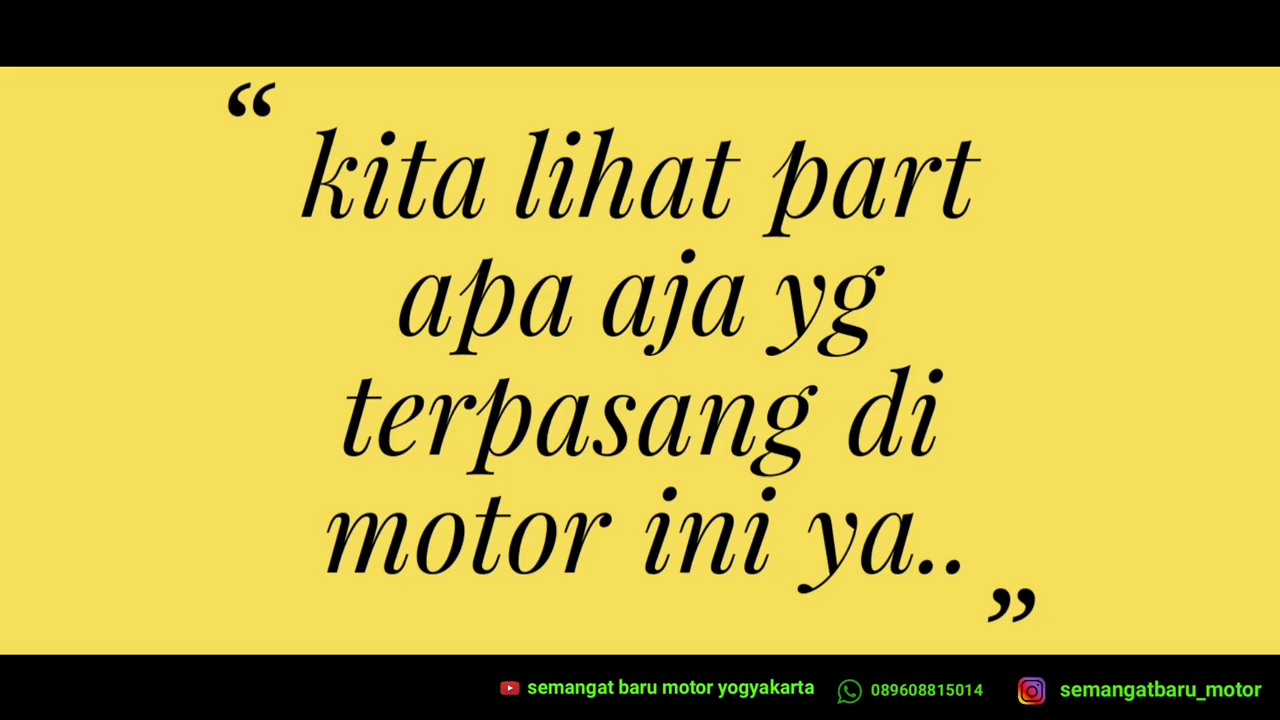 “
kita lihat part
apa aja yg
terpasang di
motor ini ya..
”
semangat baru motor yogyakarta 089608815014 semangatbaru_motor